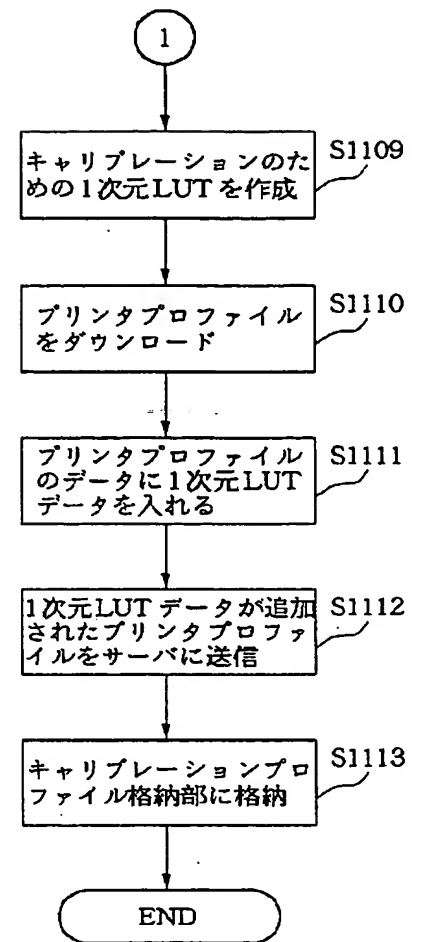 1
キャリブレーションのた
めの1次元LUTを作成
S1109
プリンタプロファイル
をダウンロード
S1110
プリンタプロファイル
のデータに1次元LUT
データを入れる
S1111
1次元LUTデータが追加
されたプリンタプロファ
イルをサーバに送信
S1112
キャリブレーションプロ
ファイル格納部に格納
S1113
END